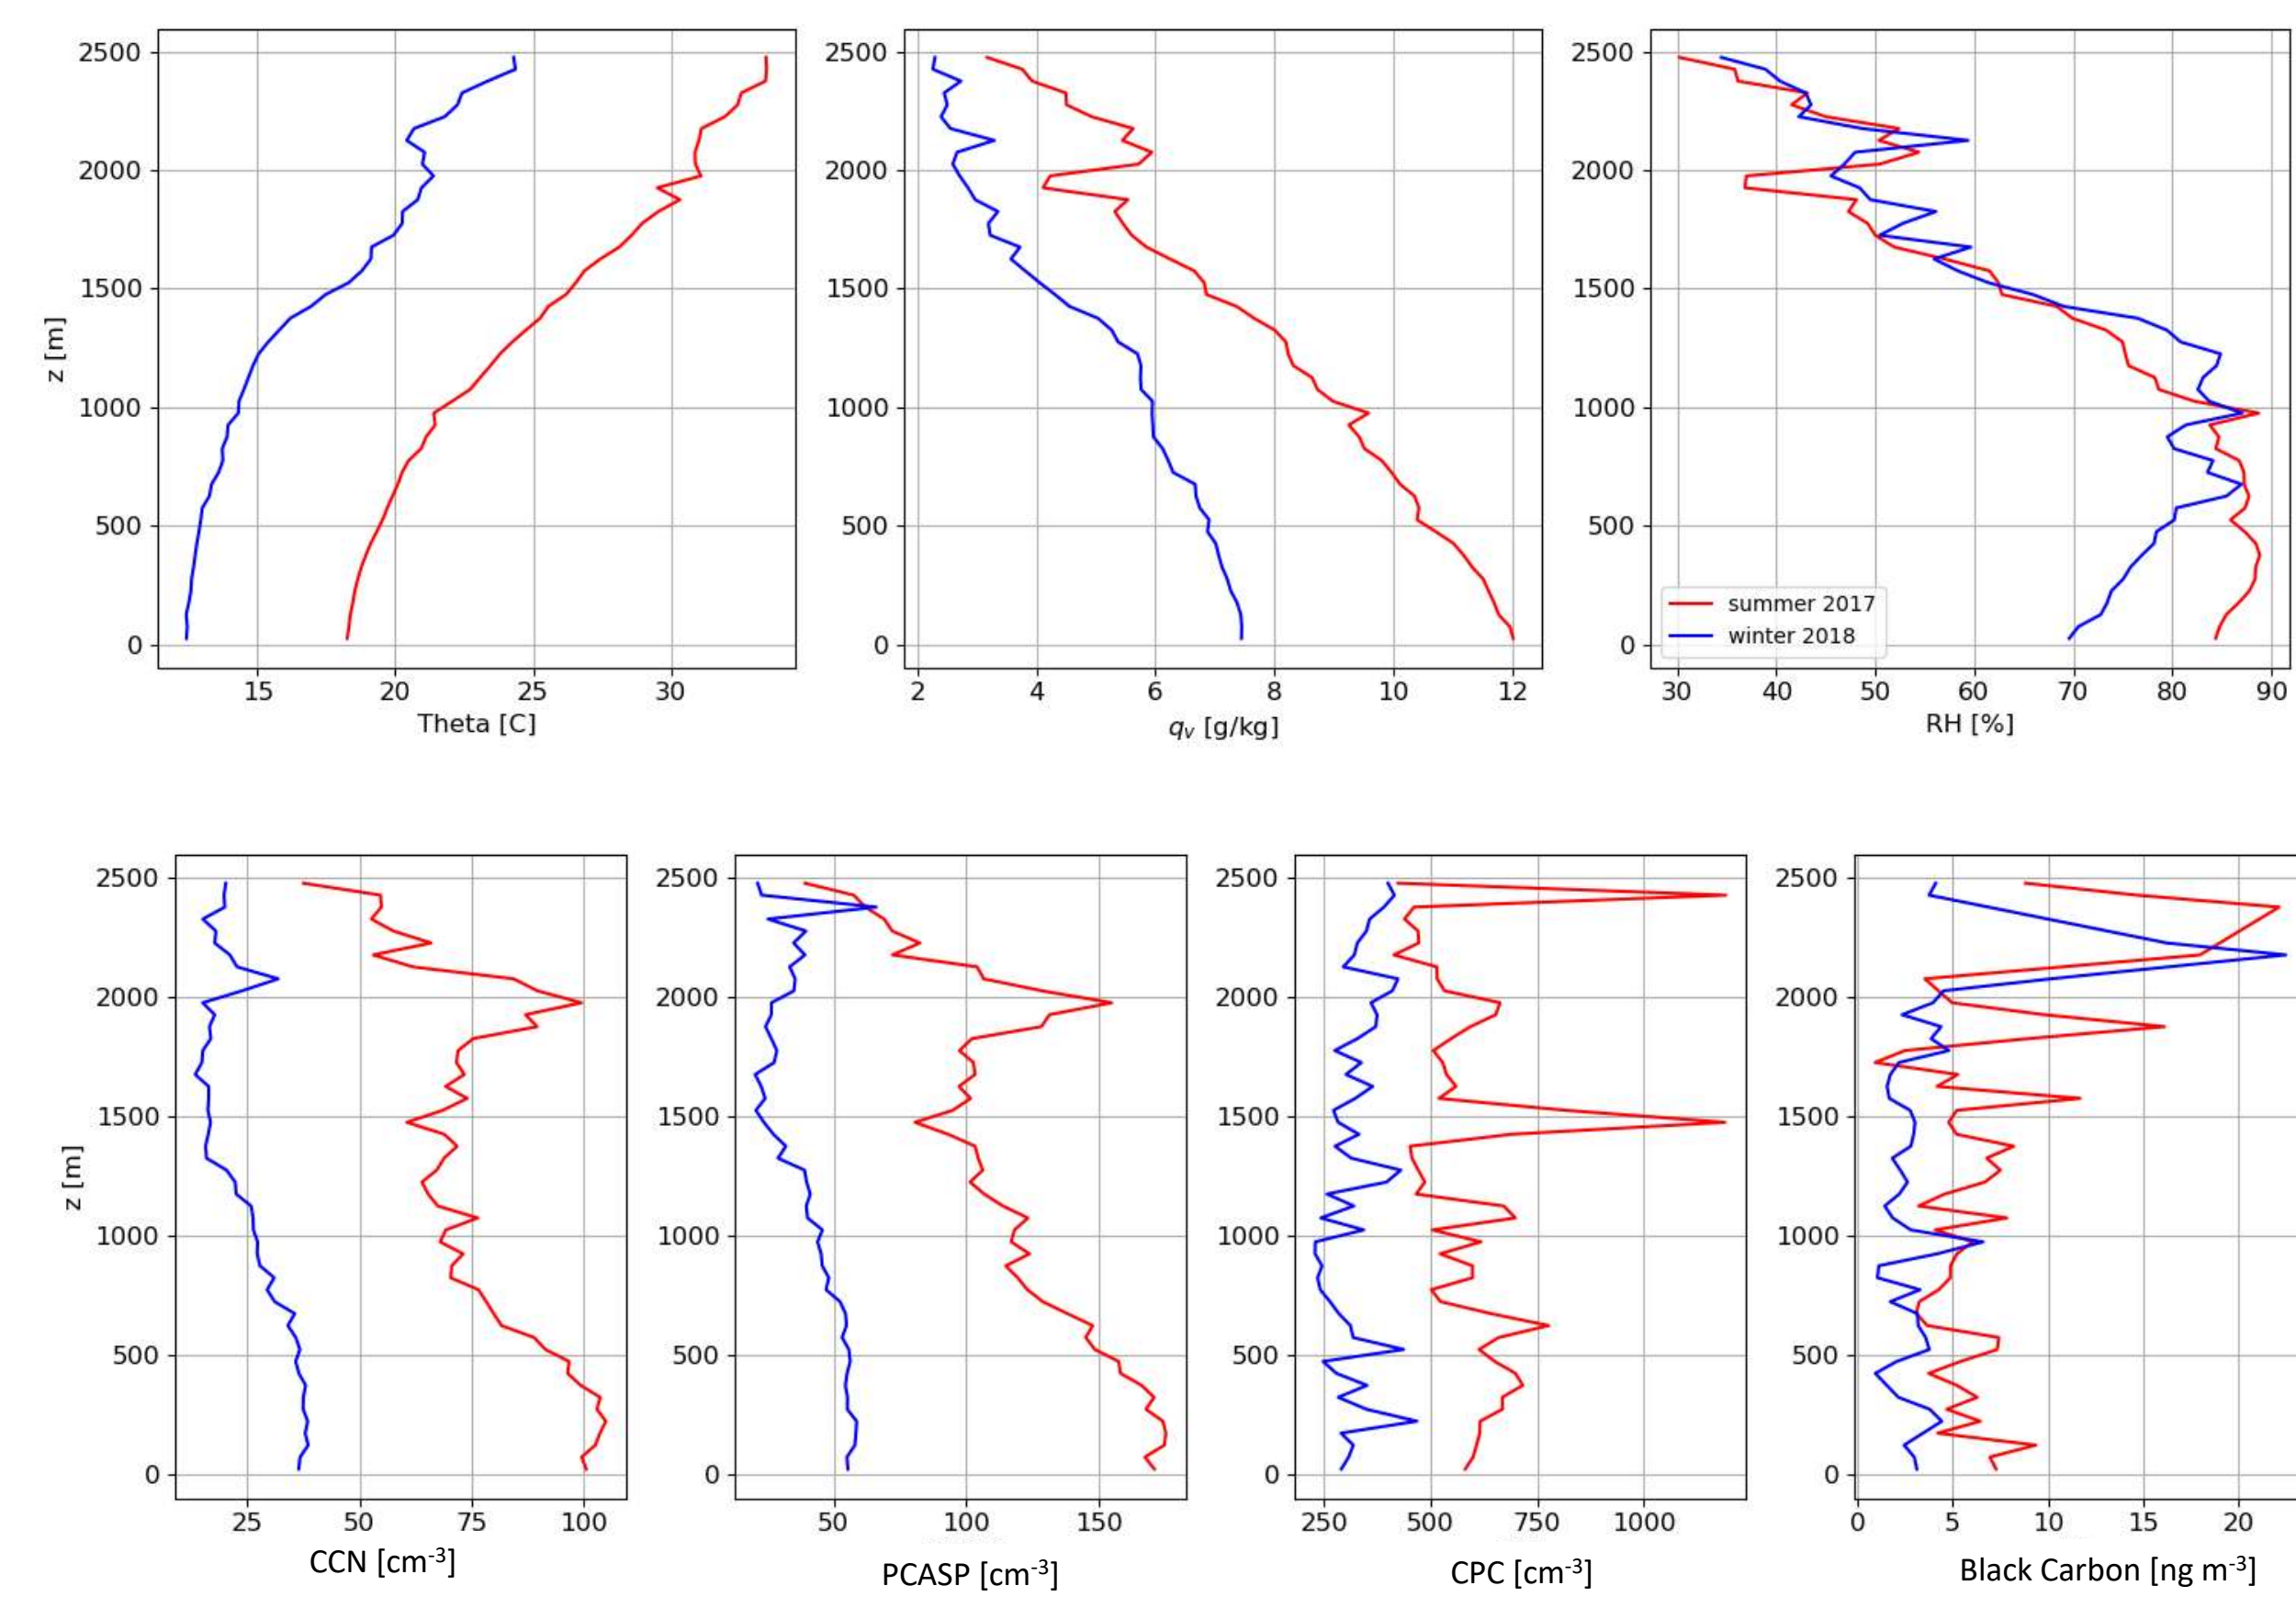 2500 2500 2500
2000 2000 2000
1500 1500 1500
z [m]
1000 1000 1000
500 500 500
summer 2017
winter 2018
0 0 0
15 20 25 30 2 4 6 8 10 12 30 40 50 60 70 80 90
Theta [C] qv [g/kg] RH [%]
2500 2500 2500 2500
2000 2000 2000 2000
1500 1500 1500 1500
z [m]
1000 1000 1000 1000
500 500 500 500
0 0 0 0
25 50 75 100 50 100 150 250 500 750 1000 0 5 10 15 20
CCN [cm-3] PCASP [cm-3] CPC [cm-3] Black Carbon [ng m-3]